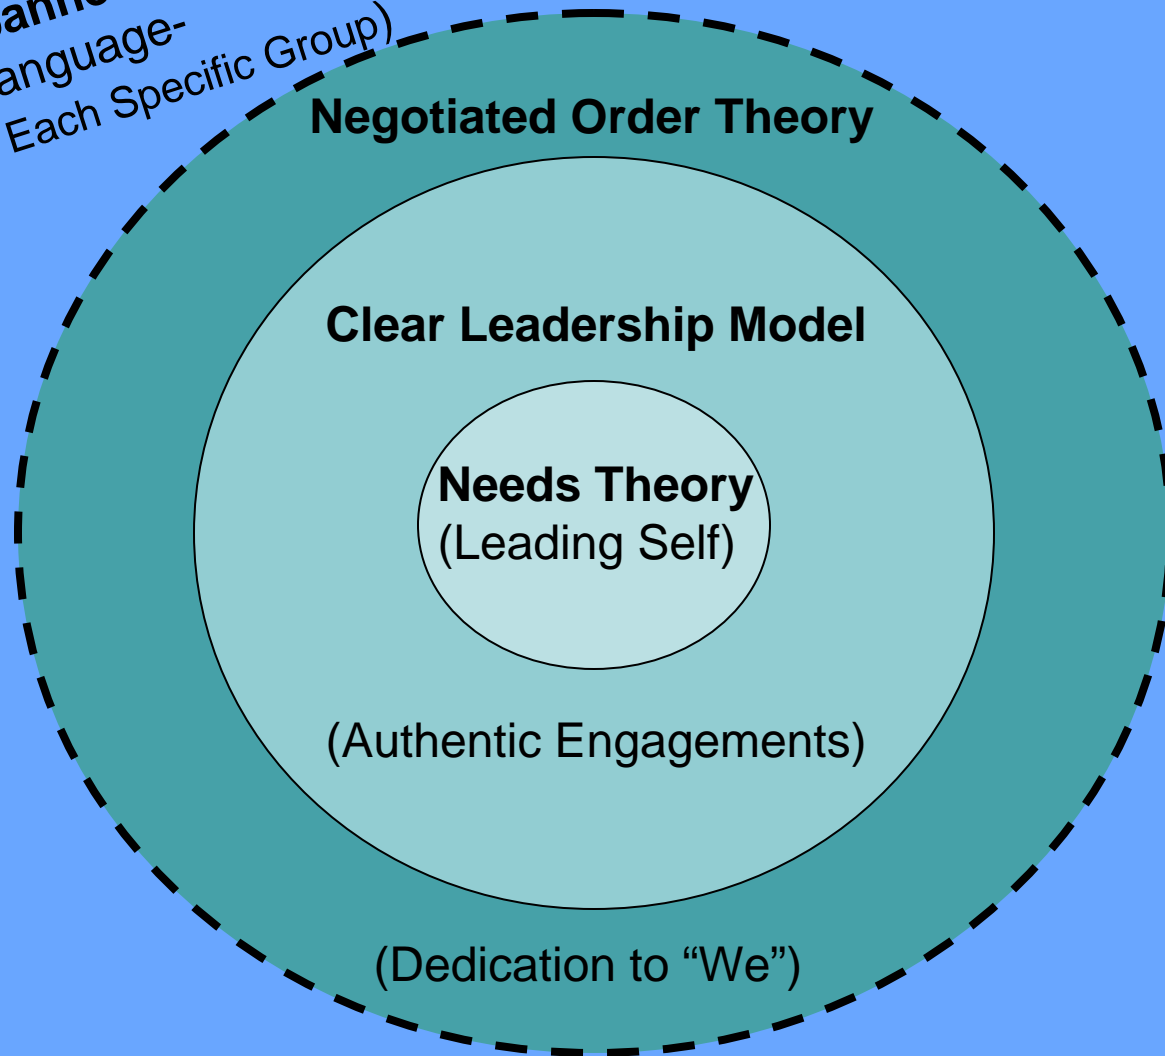 Each Specific Group)
Negotiated Order Theory
Clear Leadership Model
Needs Theory
(Leading Self)
(Authentic Engagements)
(Dedication to “We”)